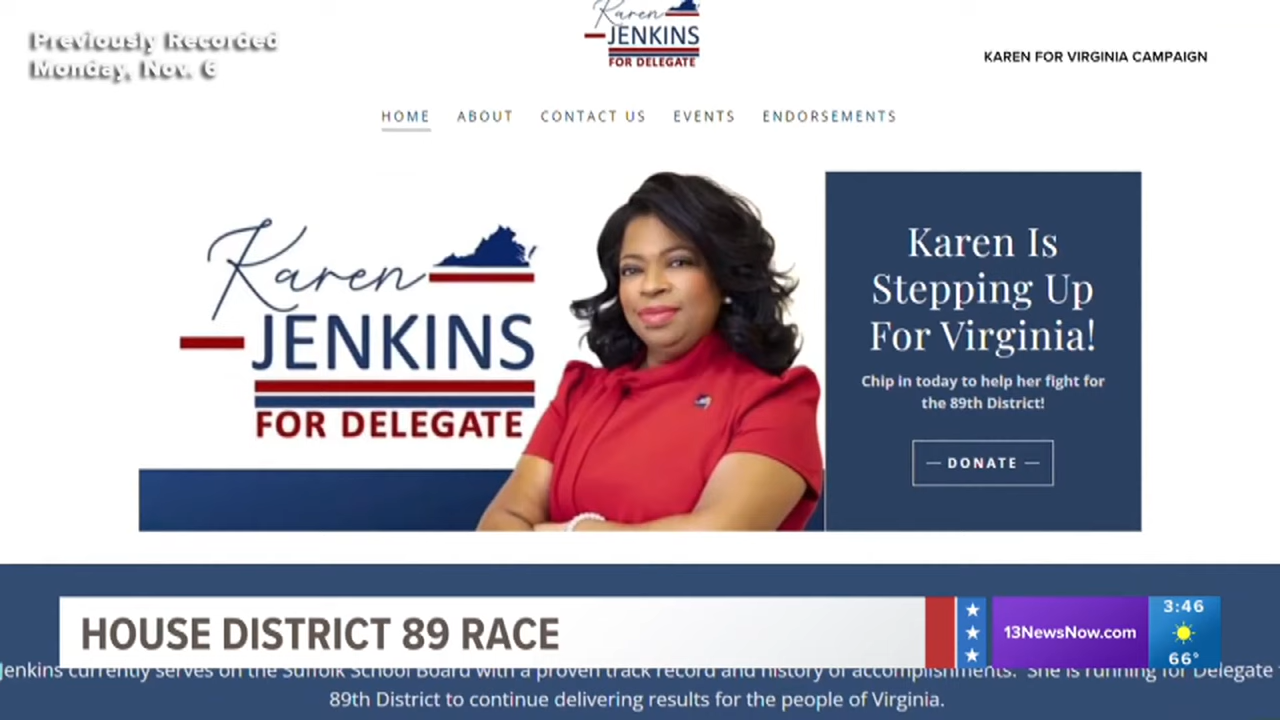 Previously Recorded
Monday, Nov. 6
Karen
JENKINS
FOR DELEGATE
KAREN FOR VIRGINIA CAMPAIGN
HOME ABOUT CONTACT US EVENTS ENDORSEMENTS
Karen
JENKINS
FOR DELEGATE
Karen Is
Stepping Up
For Virginia!
Chip in today to help her fight for
the 89th District!
— DONATE —
HOUSE DISTRICT 89 RACE
13NewsNow.com
3:46
66°
Jenkins currently serves on the Suffolk School Board with a proven track record and history of accomplishments. She is running for Delegate
89th District to continue delivering results for the people of Virginia.